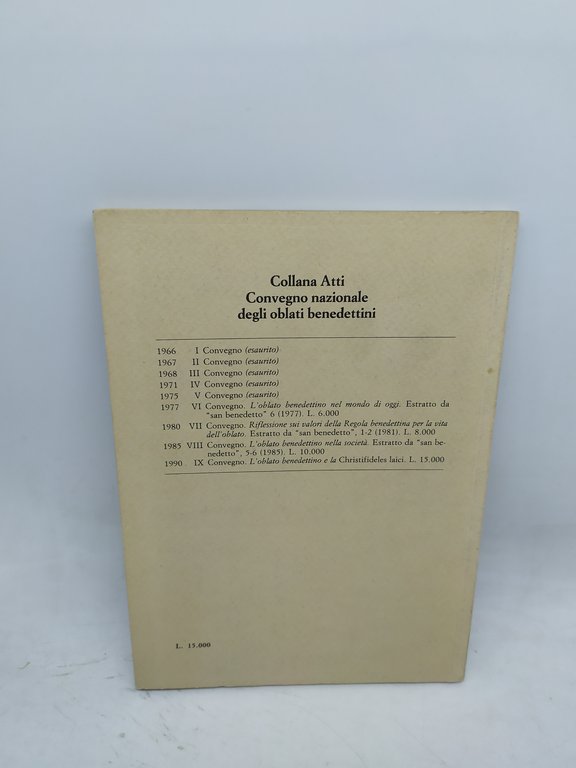 Collana Atti
Convegno nazionale
degli oblati benedettini
1966 I Convegno (esaurito)
1967 II Convegno (esaurito)
1968 III Convegno (esaurito)
1971 IV Convegno (esaurito)
1975 V Convegno (esaurito)
1977 VI Convegno. L'oblato benedettino nel mondo di oggi. Estratto da
"san benedetto" 6 (1977). L. 6.000
1980 VII Convegno. Riflessione sui valori della Regola benedettina per la vita
dell'oblato. Estratto da "san benedetto", 1-2 (1981). L. 8.000
1985 VIII Convegno. L'oblato benedettino nella società. Estratto da "san be-
nedetto", 5-6 (1985). L. 10.000
1990 IX Convegno. L'oblato benedettino e la Christifideles laici. L. 15.000
L. 15.000